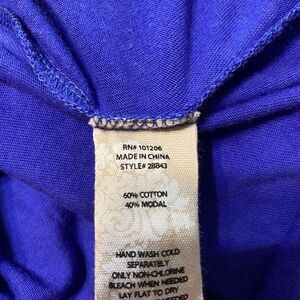 RN# 101206
MADE IN CHINA
STYLE# 28843
60% COTTON
40% MODAL
HAND WASH COLD
SEPARATELY
ONLY NON-CHLORINE
BLEACH WHEN NEEDED
LAY FLAT TO DRY